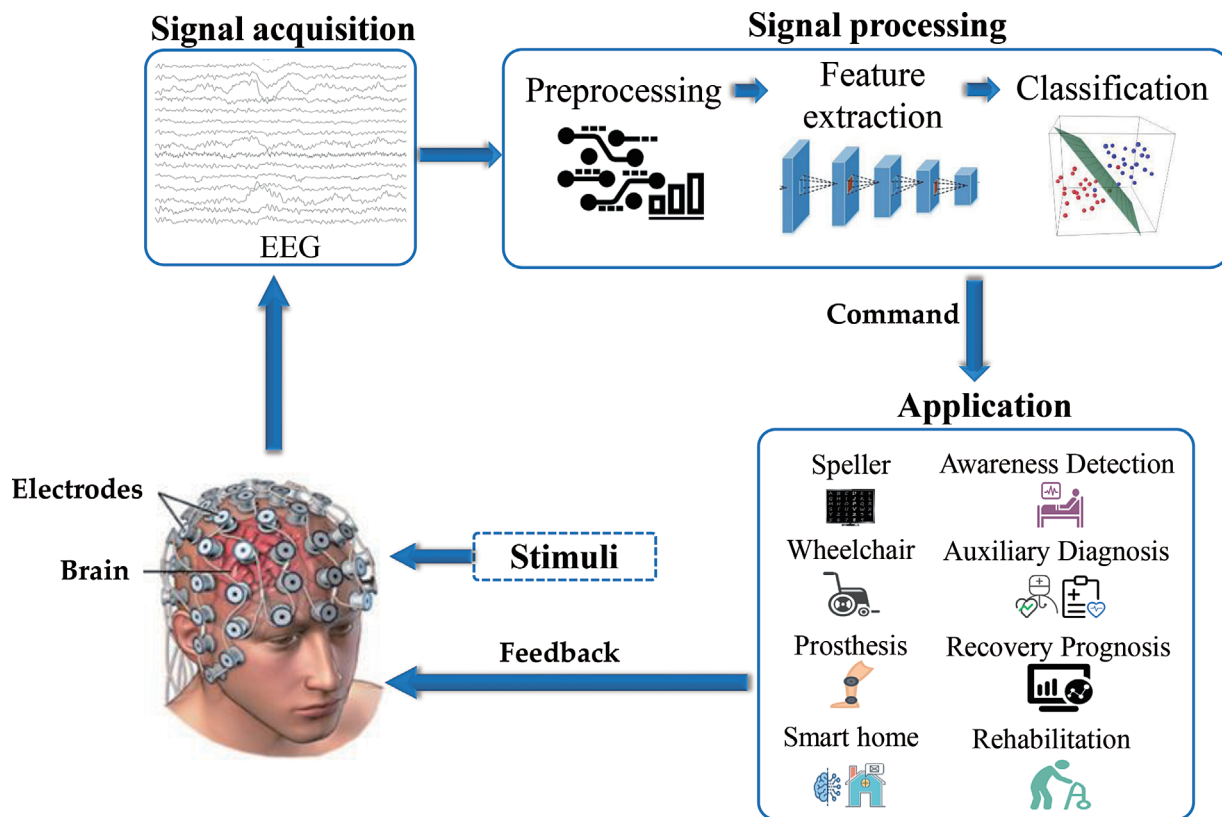 Signal acquisition
EEG
Signal processing
Preprocessing
Feature
extraction
Classification
Command
Application
Speller
Awareness Detection
Wheelchair
Auxiliary Diagnosis
Prosthesis
Recovery Prognosis
Smart home
Rehabilitation
Electrodes
Brain
Stimuli
Feedback